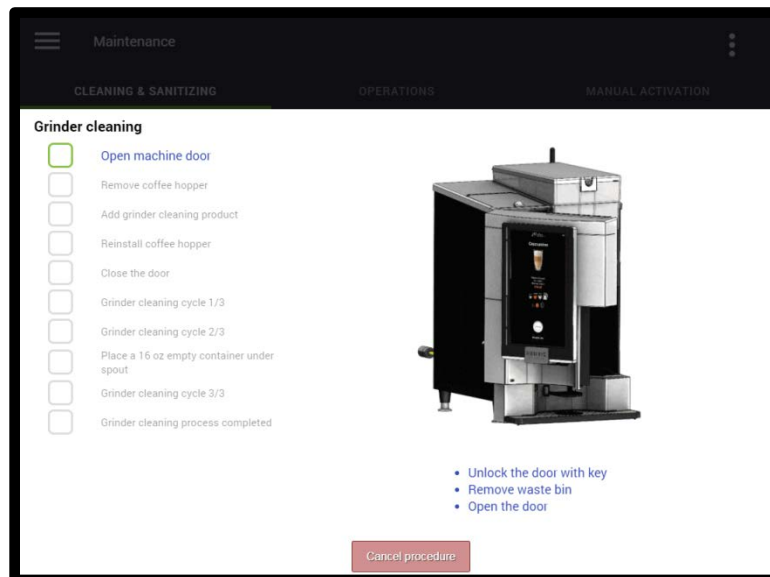 Maintenance
CLEANING & SANITIZING
OPERATIONS
MANUAL ACTIVATION
Grinder cleaning
Open machine door
Remove coffee hopper
Add grinder cleaning product
Reinstall coffee hopper
Close the door
Grinder cleaning cycle 1/3
Grinder cleaning cycle 2/3
Place a 16 oz empty container under
spout
Grinder cleaning cycle 3/3
Grinder cleaning process completed
• Unlock the door with key
• Remove waste bin
• Open the door
Cancel procedure